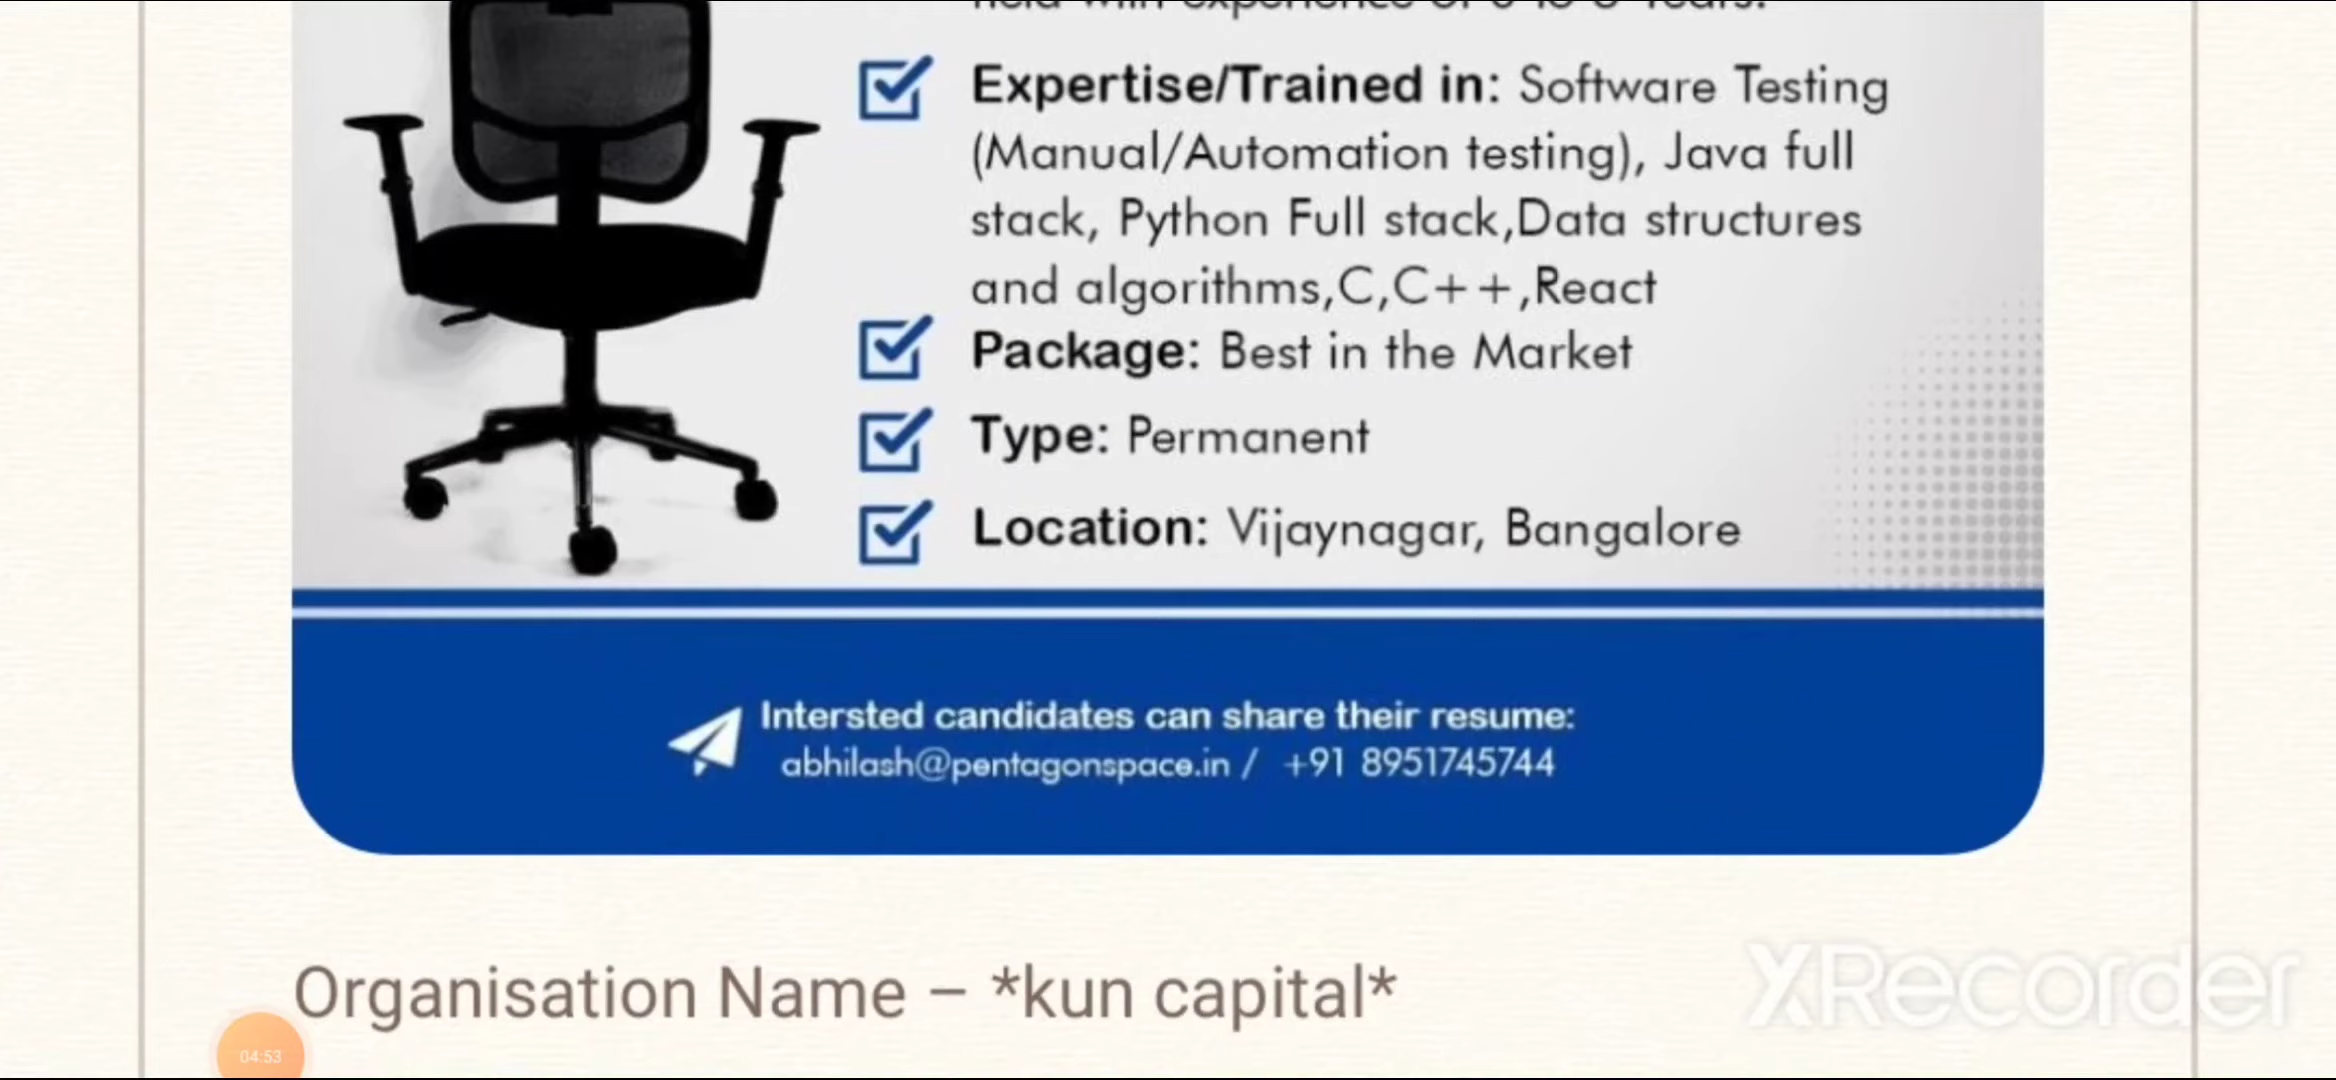 Expertise/Trained in: Software Testing
(Manual/Automation testing), Java full
stack, Python Full stack,Data structures
and algorithms,C,C++,React
Package: Best in the Market
Type: Permanent
Location: Vijaynagar, Bangalore
Intersted candidates can share their resume:
abhilash@pentagonspace.in / +91 8951745744
Organisation Name – *kun capital*
XRecorder
04:53